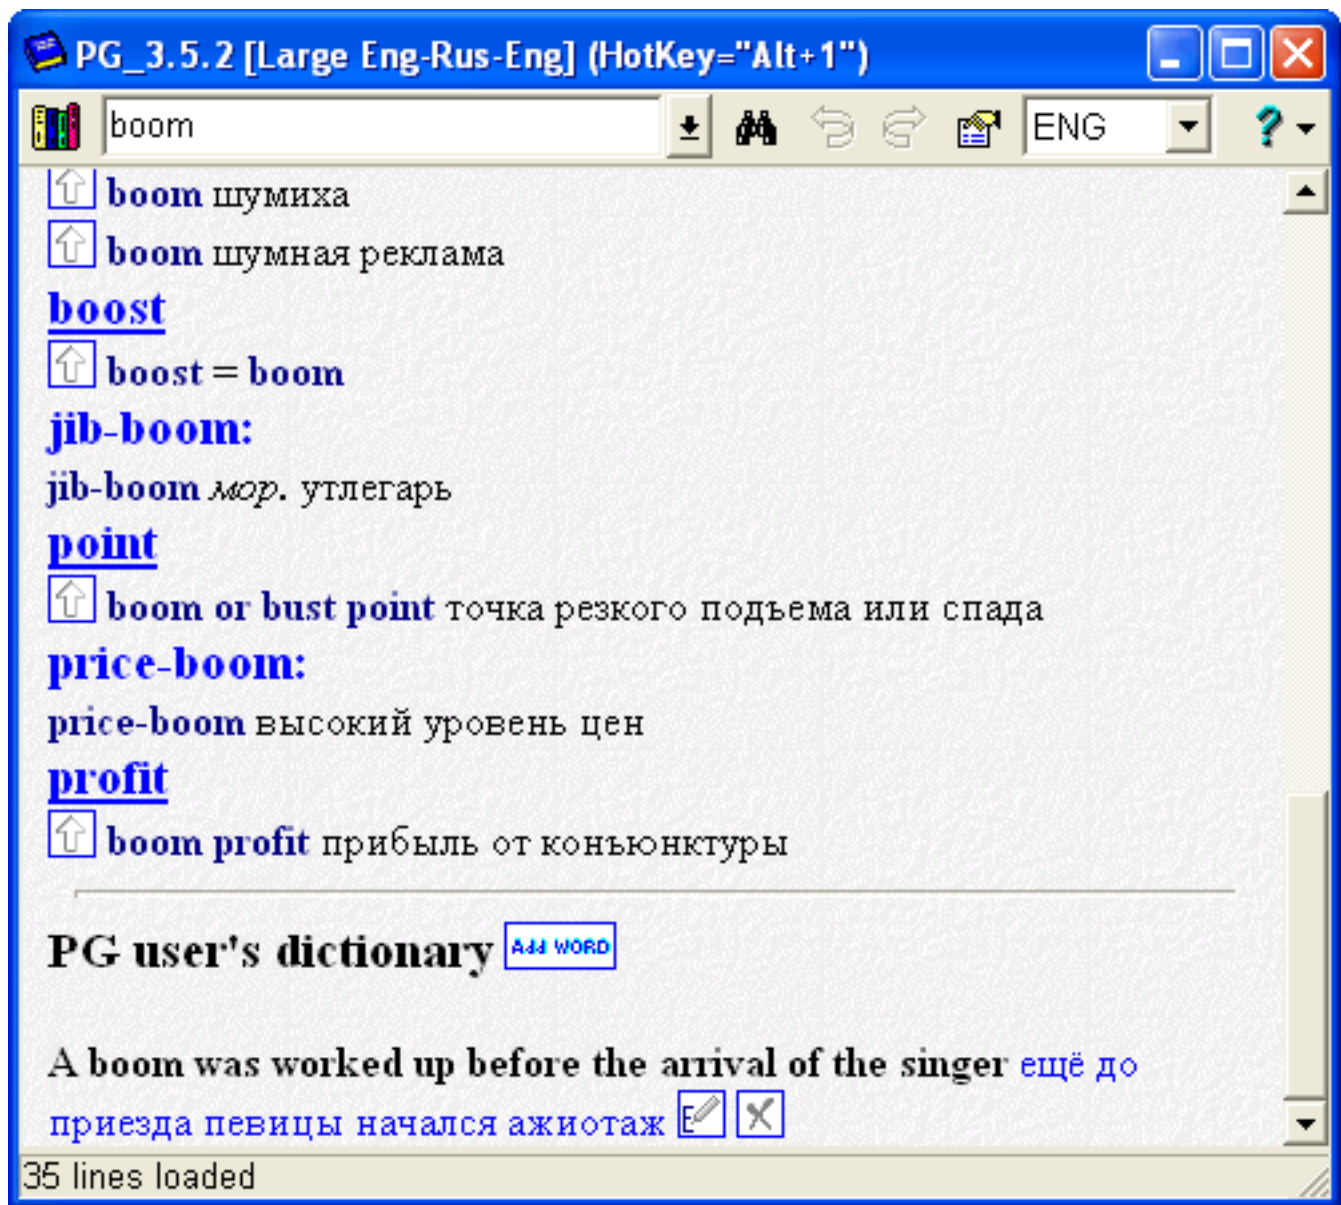 PG_3.5.2 [Large Eng-Rus-Eng] (HotKey="Alt+1")
boom ENG ?
boom шумиха
boom шумная реклама
boost
boost = boom
jib-boom:
jib-boom мор. утлегарь
point
boom or bust point точка резкого подъема или спада
price-boom:
price-boom высокий уровень цен
profit
boom profit прибыль от коньюнктуры
PG user's dictionary Add WORD
A boom was worked up before the arrival of the singer ещё до
приезда певицы начался ажиотаж
35 lines loaded